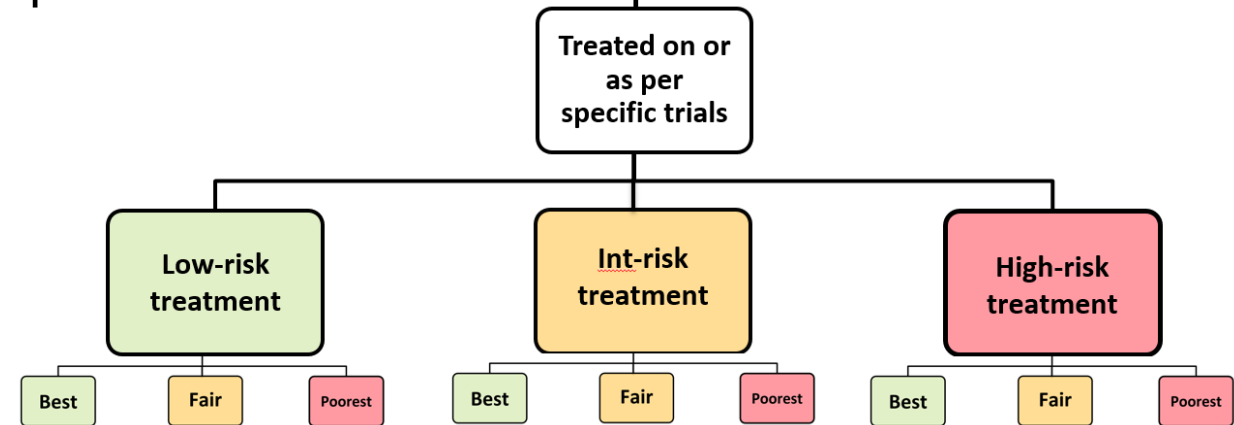 Treated on or
as per
specific trials
Low-risk
treatment
Int-risk
treatment
High-risk
treatment
Best
Fair
Poorest
Best
Fair
Poorest
Best
Fair
Poorest